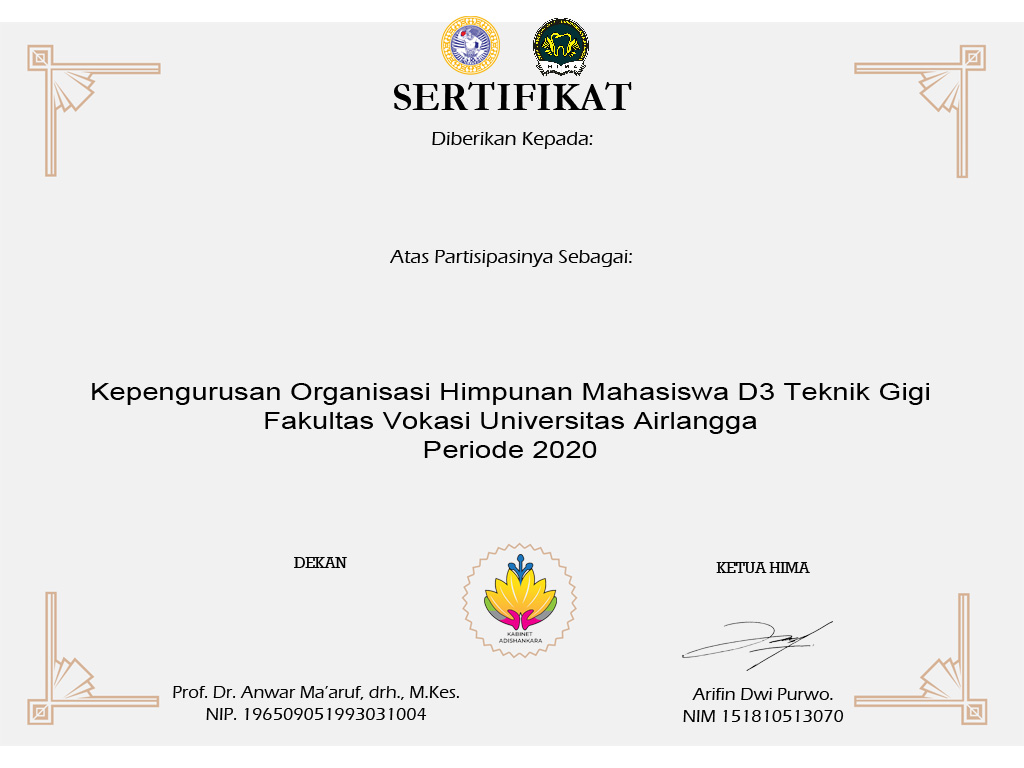 HIMA
SERTIFIKAT
Diberikan Kepada:
Atas Partisipasinya Sebagai:
Kepengurusan Organisasi Himpunan Mahasiswa D3 Teknik Gigi
Fakultas Vokasi Universitas Airlangga
Periode 2020
DEKAN
KETUA HIMA
KABINET
ADISHANKARA
Prof. Dr. Anwar Ma'aruf, drh., M.Kes.
NIP. 196509051993031004
Arifin Dwi Purwo.
NIM 151810513070